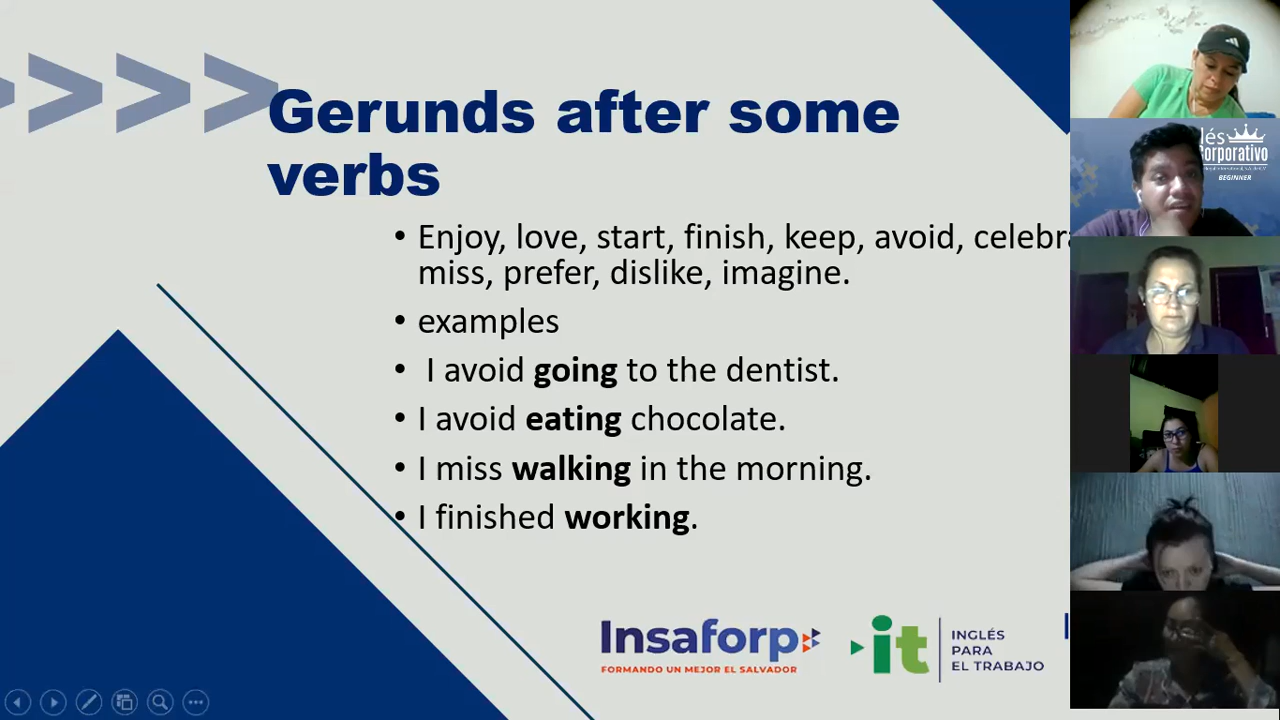 Gerunds after some
verbs
• Enjoy, love, start, finish, keep, avoid,
miss, prefer, dislike, imagine.
• examples
• I avoid going to the dentist.
• I avoid eating chocolate.
• I miss walking in the morning.
• I finished working.
Insaforp
FORMANDO UN MEJOR EL SALVADOR
it
INGLÉS
PARA
EL TRABAJO
BEGINNER